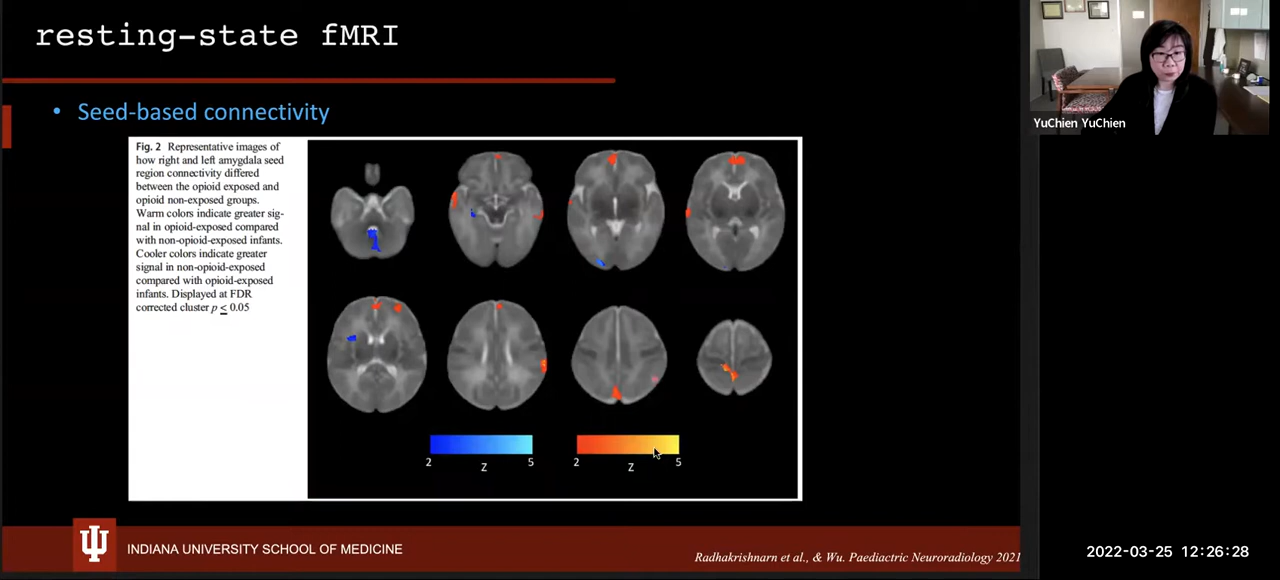 resting-state fMRI
• Seed-based connectivity
Fig. 2 Representative images of
how right and left amygdala seed
region connectivity differed
between the opioid exposed and
opioid non-exposed groups.
Warm colors indicate greater sig-
nal in opioid-exposed compared
with non-opioid-exposed infants.
Cooler colors indicate greater
signal in non-opioid-exposed
compared with opioid-exposed
infants. Displayed at FDR
corrected cluster p ≤ 0.05
2 Z 5
2 Z 5
INDIANA UNIVERSITY SCHOOL OF MEDICINE
Radhakrishnarn et al., & Wu. Paediactric Neuroradiology 2021
YuChien YuChien
2022-03-25 12:26:28